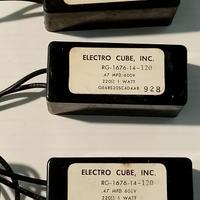 ELECTRO CUBE, INC.
RG-1676-14-120
.47 MFD. 600V
220Ω 1 WATT
928
ELECTRO CUBE, INC.
RG-1676-14-120
.47 MFD. 600V
220Ω 1 WATT